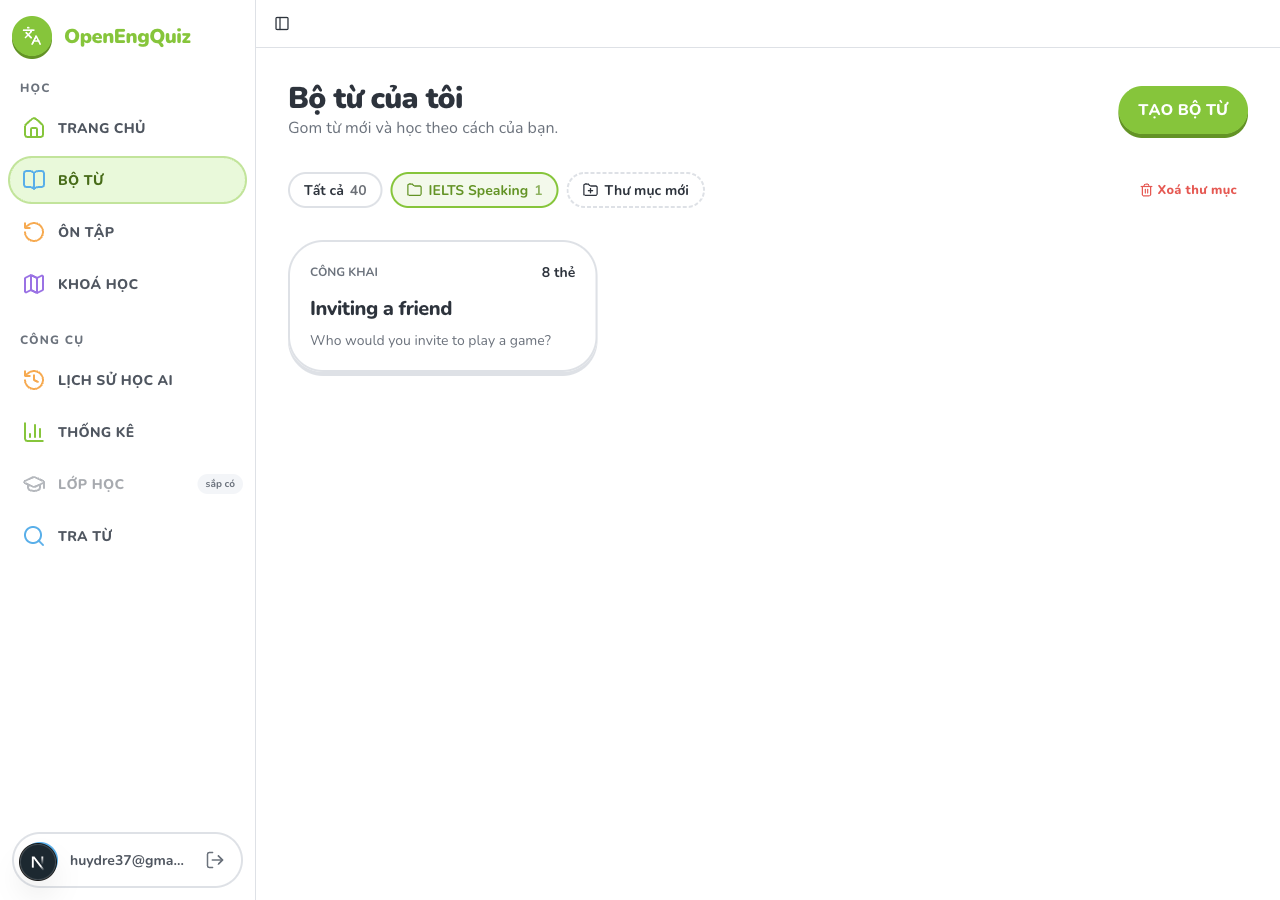 OpenEngQuiz
HỌC
TRANG CHỦ
BỘ TỪ
ÔN TẬP
KHOÁ HỌC
CÔNG CỤ
LỊCH SỬ HỌC AI
THỐNG KÊ
LỚP HỌC sắp có
TRA TỪ
N huydre37@gma...
Bộ từ của tôi
Gom từ mới và học theo cách của bạn.
TẠO BỘ TỪ
Tất cả 40 IELTS Speaking 1 Thư mục mới Xoá thư mục
CÔNG KHAI 8 thẻ
Inviting a friend
Who would you invite to play a game?